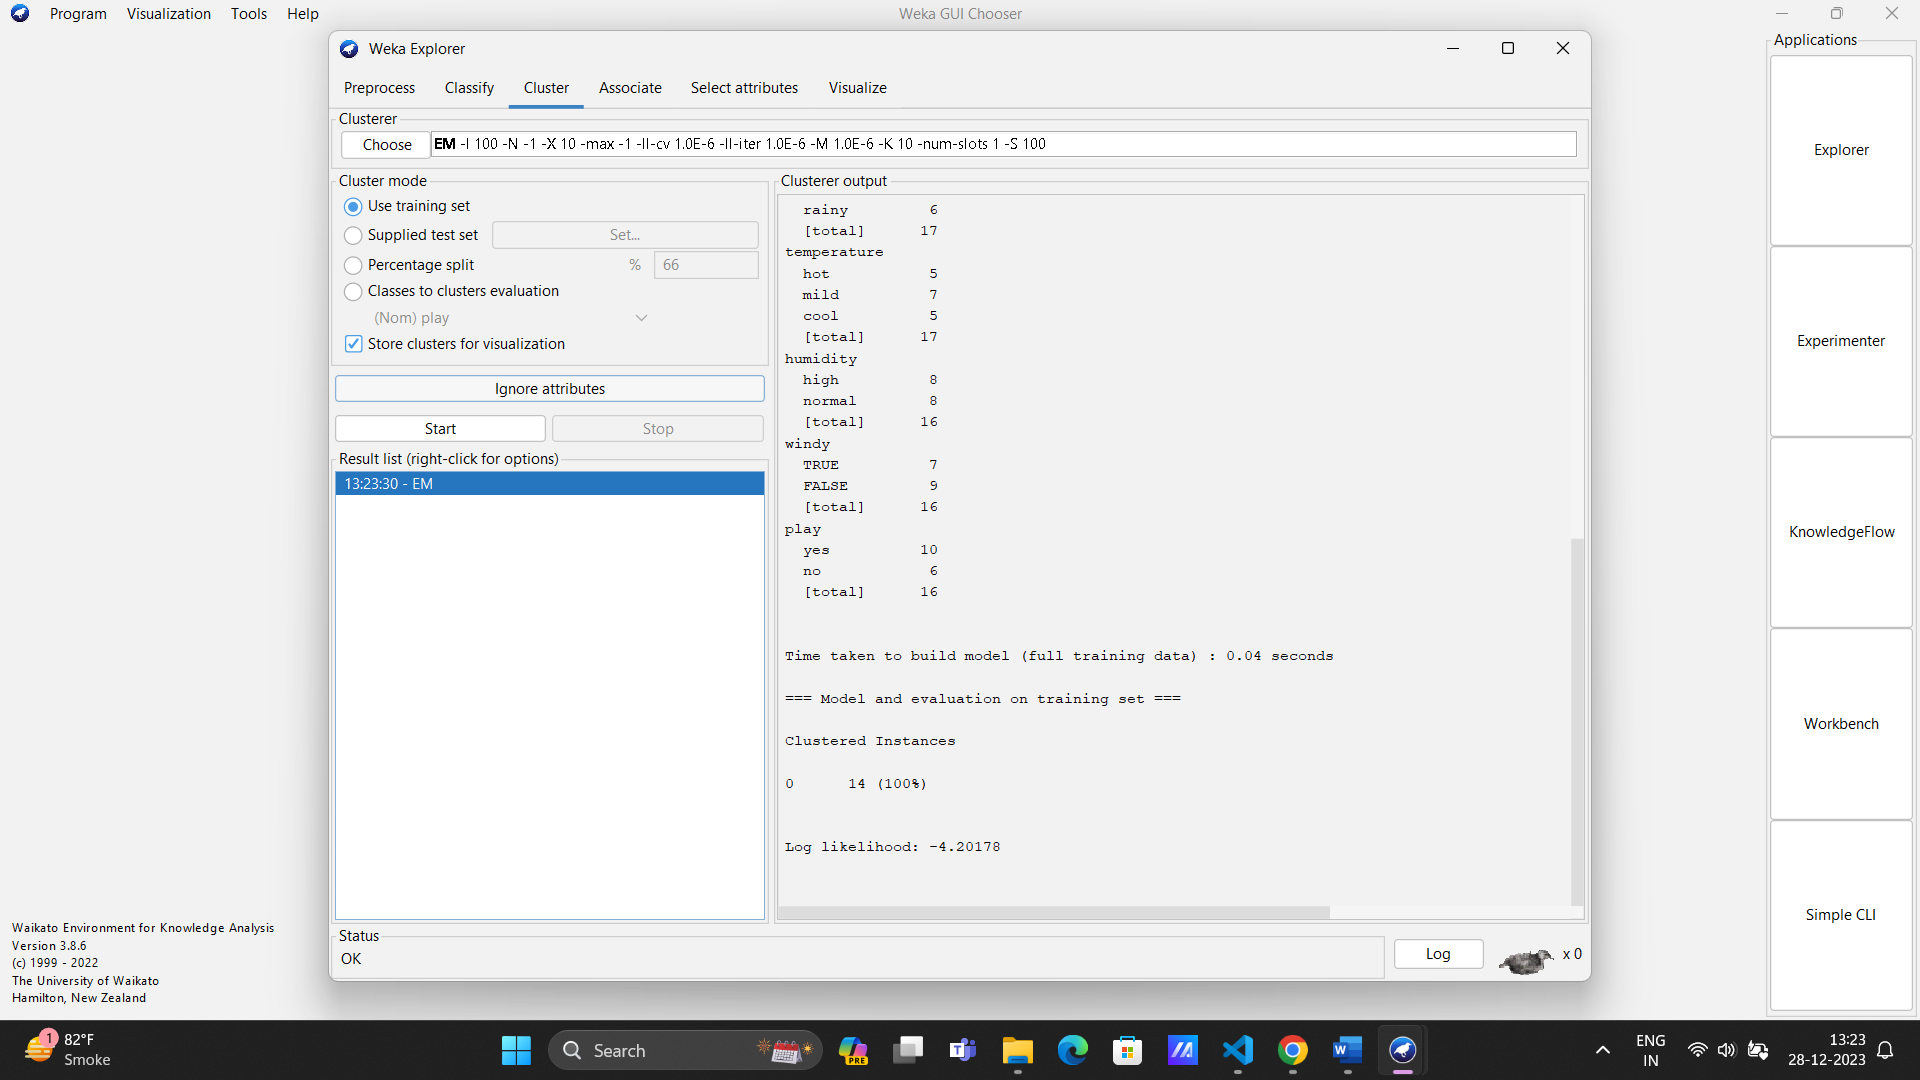 Program Visualization Tools Help
Weka GUI Chooser
Applications
Weka Explorer
Preprocess Classify Cluster Associate Select attributes Visualize
Clusterer
Choose EM -I 100 -N -1 -X 10 -max -1 -ll-cv 1.0E-6 -ll-iter 1.0E-6 -M 1.0E-6 -K 10 -num-slots 1 -S 100
Cluster mode
Use training set
Supplied test set Set...
Percentage split % 66
Classes to clusters evaluation
(Nom) play
Store clusters for visualization
Ignore attributes
Start Stop
Result list (right-click for options)
13:23:30 - EM
Clusterer output
rainy 6
[total] 17
temperature
hot 5
mild 7
cool 5
[total] 17
humidity
high 8
normal 8
[total] 16
windy
TRUE 7
FALSE 9
[total] 16
play
yes 10
no 6
[total] 16
Time taken to build model (full training data) : 0.04 seconds
=== Model and evaluation on training set ===
Clustered Instances
0 14 (100%)
Log likelihood: -4.20178
Status
OK
Log x 0
Explorer
Experimenter
KnowledgeFlow
Workbench
Simple CLI
Waikato Environment for Knowledge Analysis
Version 3.8.6
(c) 1999 - 2022
The University of Waikato
Hamilton, New Zealand
1
82°F
Smoke
Search
PRE
ENG
IN
13:23
28-12-2023